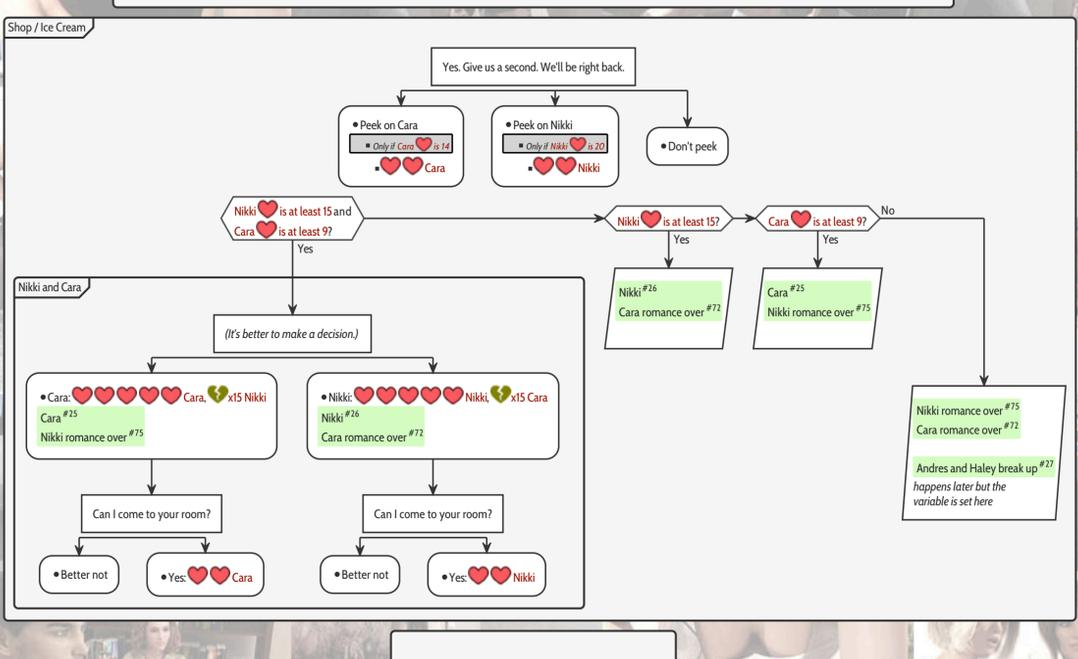 Shop / Ice Cream
Yes. Give us a second. We'll be right back.
Peek on Cara
Only if Cara is 14
Cara
Peek on Nikki
Only if Nikki is 20
Nikki
Don't peek
Nikki is at least 15 and
Cara is at least 9?
Yes
Nikki is at least 15?
Yes
Cara is at least 9?
Yes
No
Nikki #26
Cara romance over #72
Cara #25
Nikki romance over #75
Nikki and Cara
(It's better to make a decision.)
Cara: Cara, x15 Nikki
Cara #25
Nikki romance over #75
Nikki: Nikki, x15 Cara
Nikki #26
Cara romance over #72
Nikki romance over #75
Cara romance over #72
Andres and Haley break up #27
happens later but the
variable is set here
Can I come to your room?
Can I come to your room?
Better not
Yes: Cara
Better not
Yes: Nikki